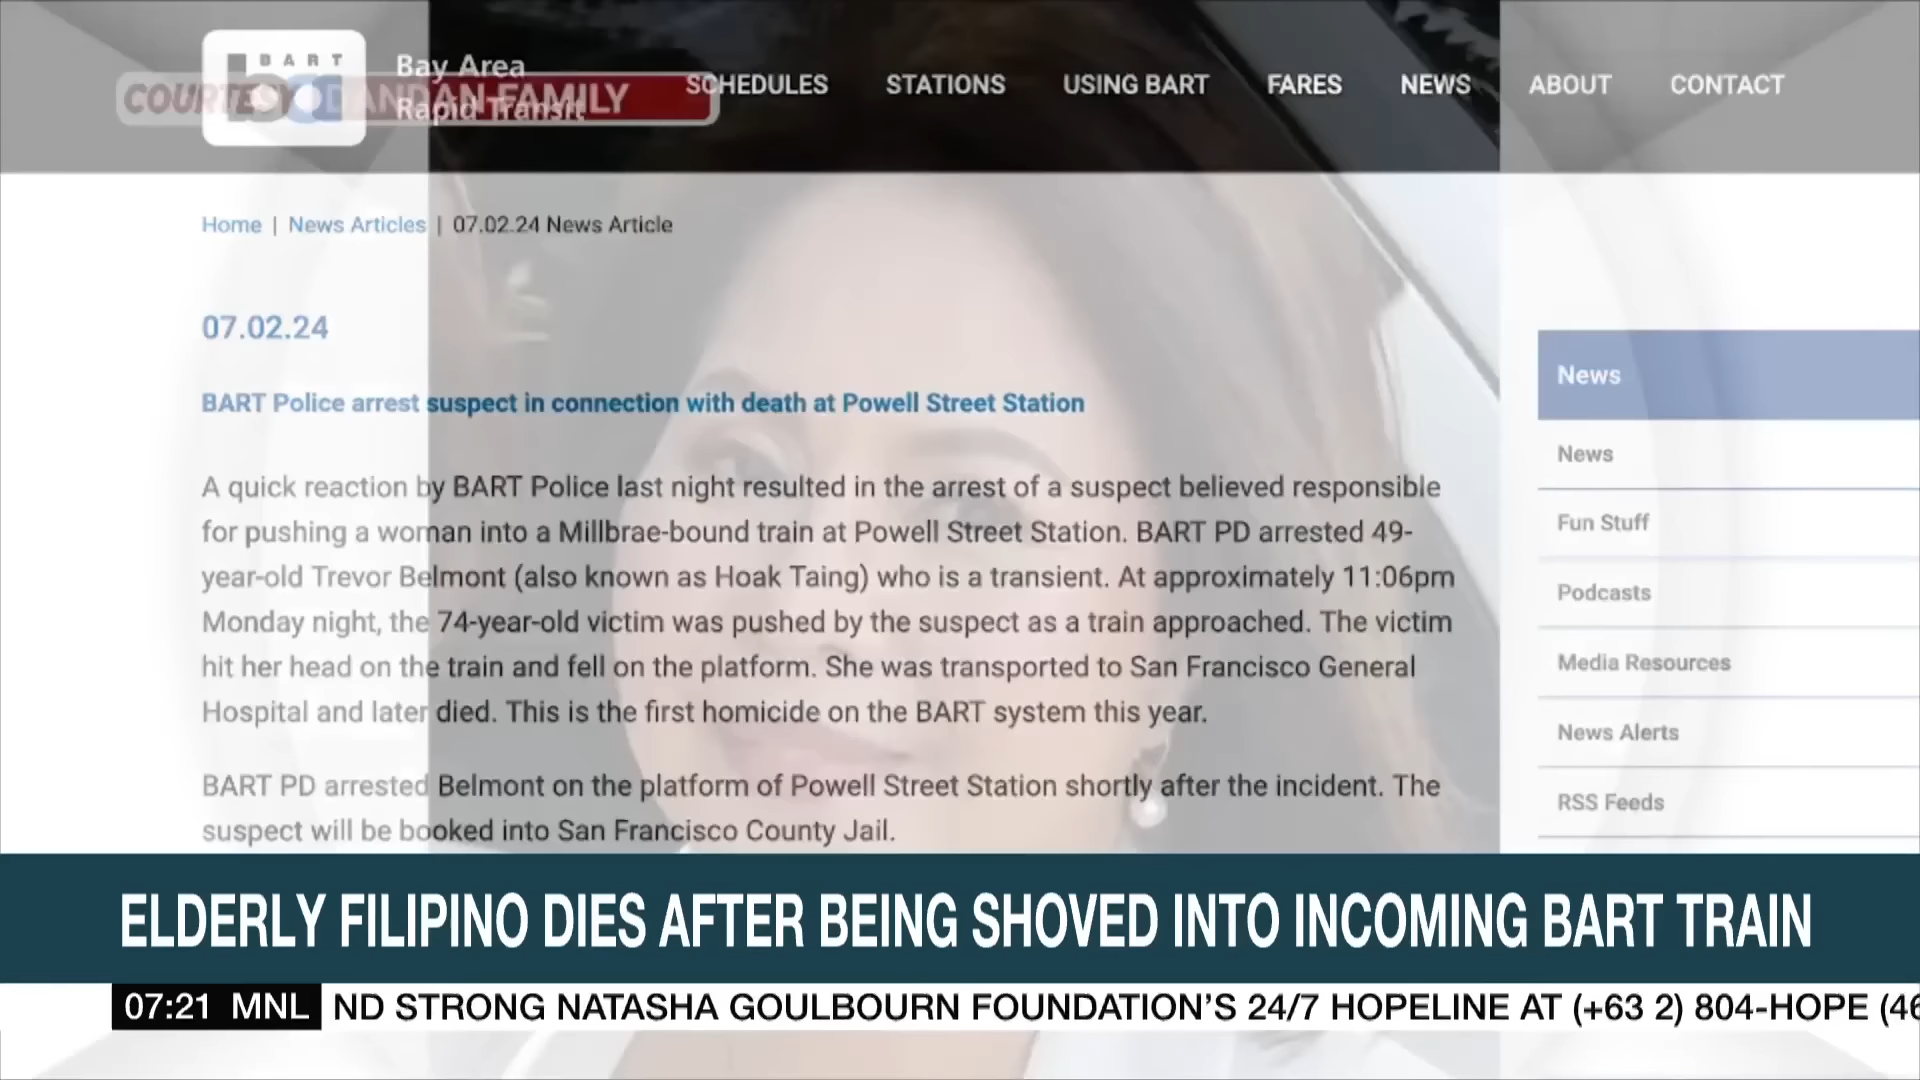 BART
Bay Area
Rapid Transit
COURTESY DANDAN FAMILY
SCHEDULES STATIONS USING BART FARES NEWS ABOUT CONTACT
Home | News Articles | 07.02.24 News Article
07.02.24
BART Police arrest suspect in connection with death at Powell Street Station
A quick reaction by BART Police last night resulted in the arrest of a suspect believed responsible
for pushing a woman into a Millbrae-bound train at Powell Street Station. BART PD arrested 49-
year-old Trevor Belmont (also known as Hoak Taing) who is a transient. At approximately 11:06pm
Monday night, the 74-year-old victim was pushed by the suspect as a train approached. The victim
hit her head on the train and fell on the platform. She was transported to San Francisco General
Hospital and later died. This is the first homicide on the BART system this year.
BART PD arrested Belmont on the platform of Powell Street Station shortly after the incident. The
suspect will be booked into San Francisco County Jail.
News
News
Fun Stuff
Podcasts
Media Resources
News Alerts
RSS Feeds
ELDERLY FILIPINO DIES AFTER BEING SHOVED INTO INCOMING BART TRAIN
07:21 MNL ND STRONG NATASHA GOULBOURN FOUNDATION'S 24/7 HOPELINE AT (+63 2) 804-HOPE (46